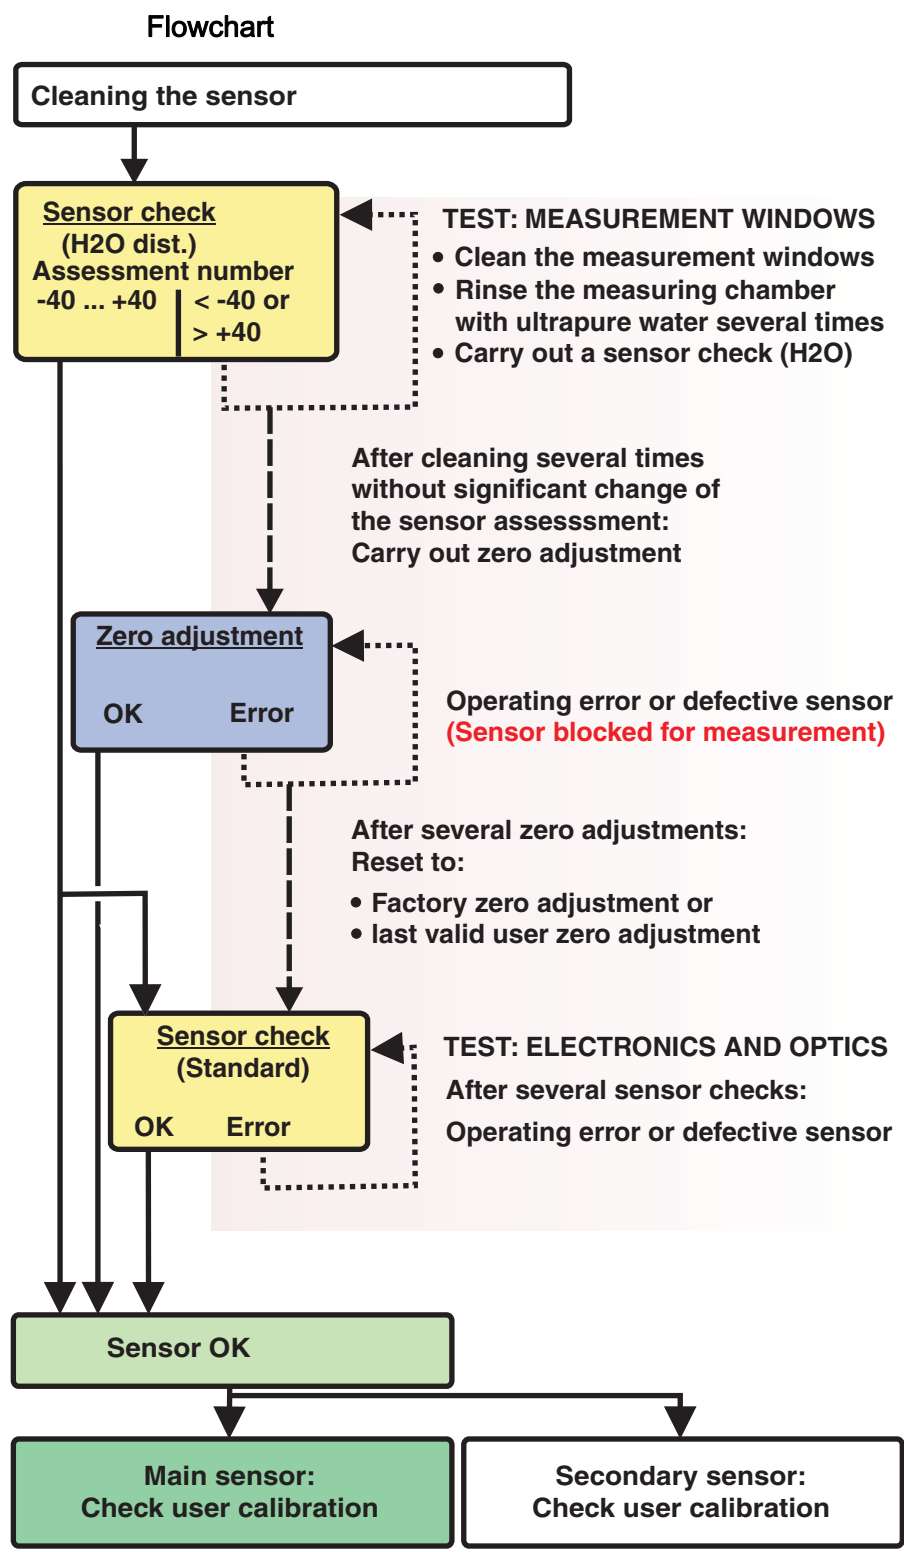 Flowchart
Cleaning the sensor
Sensor check
(H2O dist.)
Assessment number
-40 ... +40
< -40 or
> +40
TEST: MEASUREMENT WINDOWS
• Clean the measurement windows
• Rinse the measuring chamber
with ultrapure water several times
• Carry out a sensor check (H2O)
After cleaning several times
without significant change of
the sensor assesssment:
Carry out zero adjustment
Zero adjustment
OK Error
Operating error or defective sensor
(Sensor blocked for measurement)
After several zero adjustments:
Reset to:
• Factory zero adjustment or
• last valid user zero adjustment
Sensor check
(Standard)
OK Error
TEST: ELECTRONICS AND OPTICS
After several sensor checks:
Operating error or defective sensor
Sensor OK
Main sensor:
Check user calibration
Secondary sensor:
Check user calibration